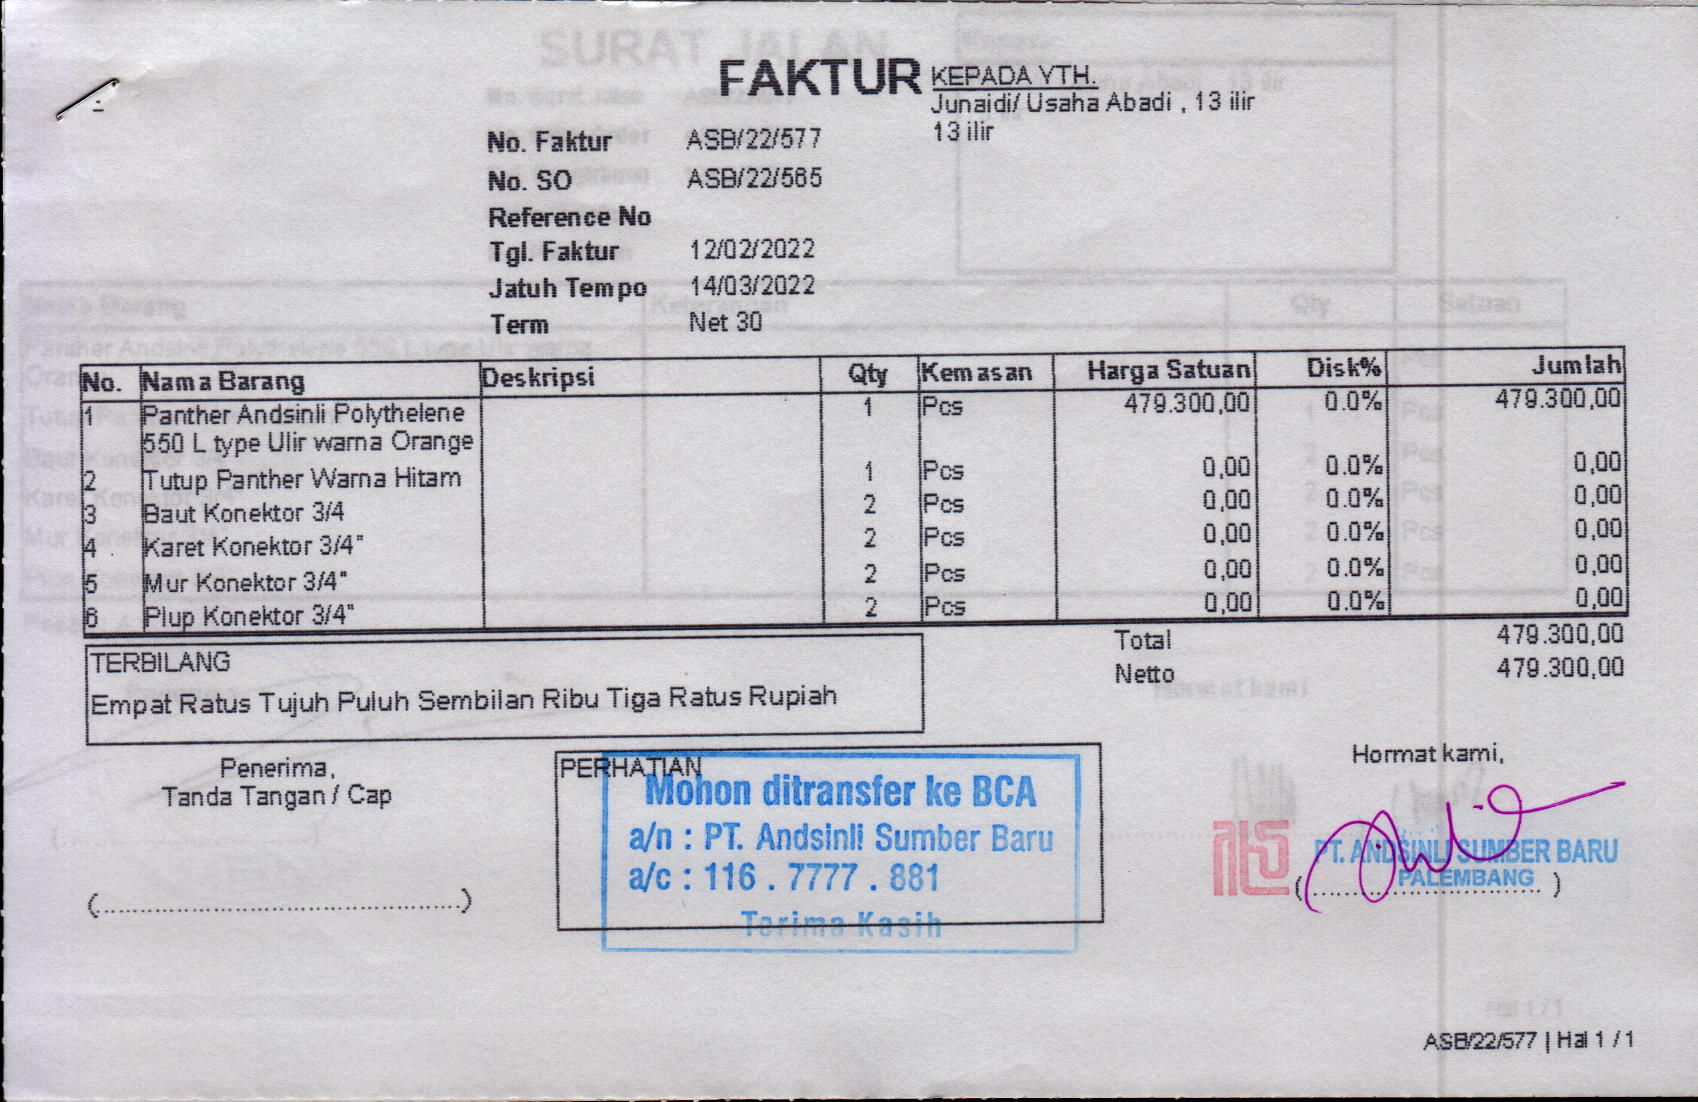 FAKTUR
KEPADA YTH.
Junaidi/ Usaha Abadi , 13 ilir
13 ilir
No. Faktur ASB/22/577
No. SO ASB/22/565
Reference No
Tgl. Faktur 12/02/2022
Jatuh Tempo 14/03/2022
Term Net 30
No. Nama Barang Deskripsi Qty Kemasan Harga Satuan Disk% Jumlah
1 Panther Andsinli Polythelene 1 Pcs 479.300,00 0.0% 479.300,00
550 L type Ulir warna Orange
2 Tutup Panther Warna Hitam 1 Pcs 0,00 0.0% 0,00
3 Baut Konektor 3/4 2 Pcs 0,00 0.0% 0,00
4 Karet Konektor 3/4" 2 Pcs 0,00 0.0% 0,00
5 Mur Konektor 3/4" 2 Pcs 0,00 0.0% 0,00
6 Plup Konektor 3/4" 2 Pcs 0,00 0.0% 0,00
Total 479.300,00
Netto 479.300,00
TERBILANG
Empat Ratus Tujuh Puluh Sembilan Ribu Tiga Ratus Rupiah
Penerima,
Tanda Tangan / Cap
(..............................................)
PERHATIAN
Mohon ditransfer ke BCA
a/n : PT. Andsinli Sumber Baru
a/c : 116 . 7777 . 881
Terima Kasih
Hormat kami,
PT. ANDSINLI SUMBER BARU
PALEMBANG
(..............................)
ASB/22/577 | Hal 1 / 1